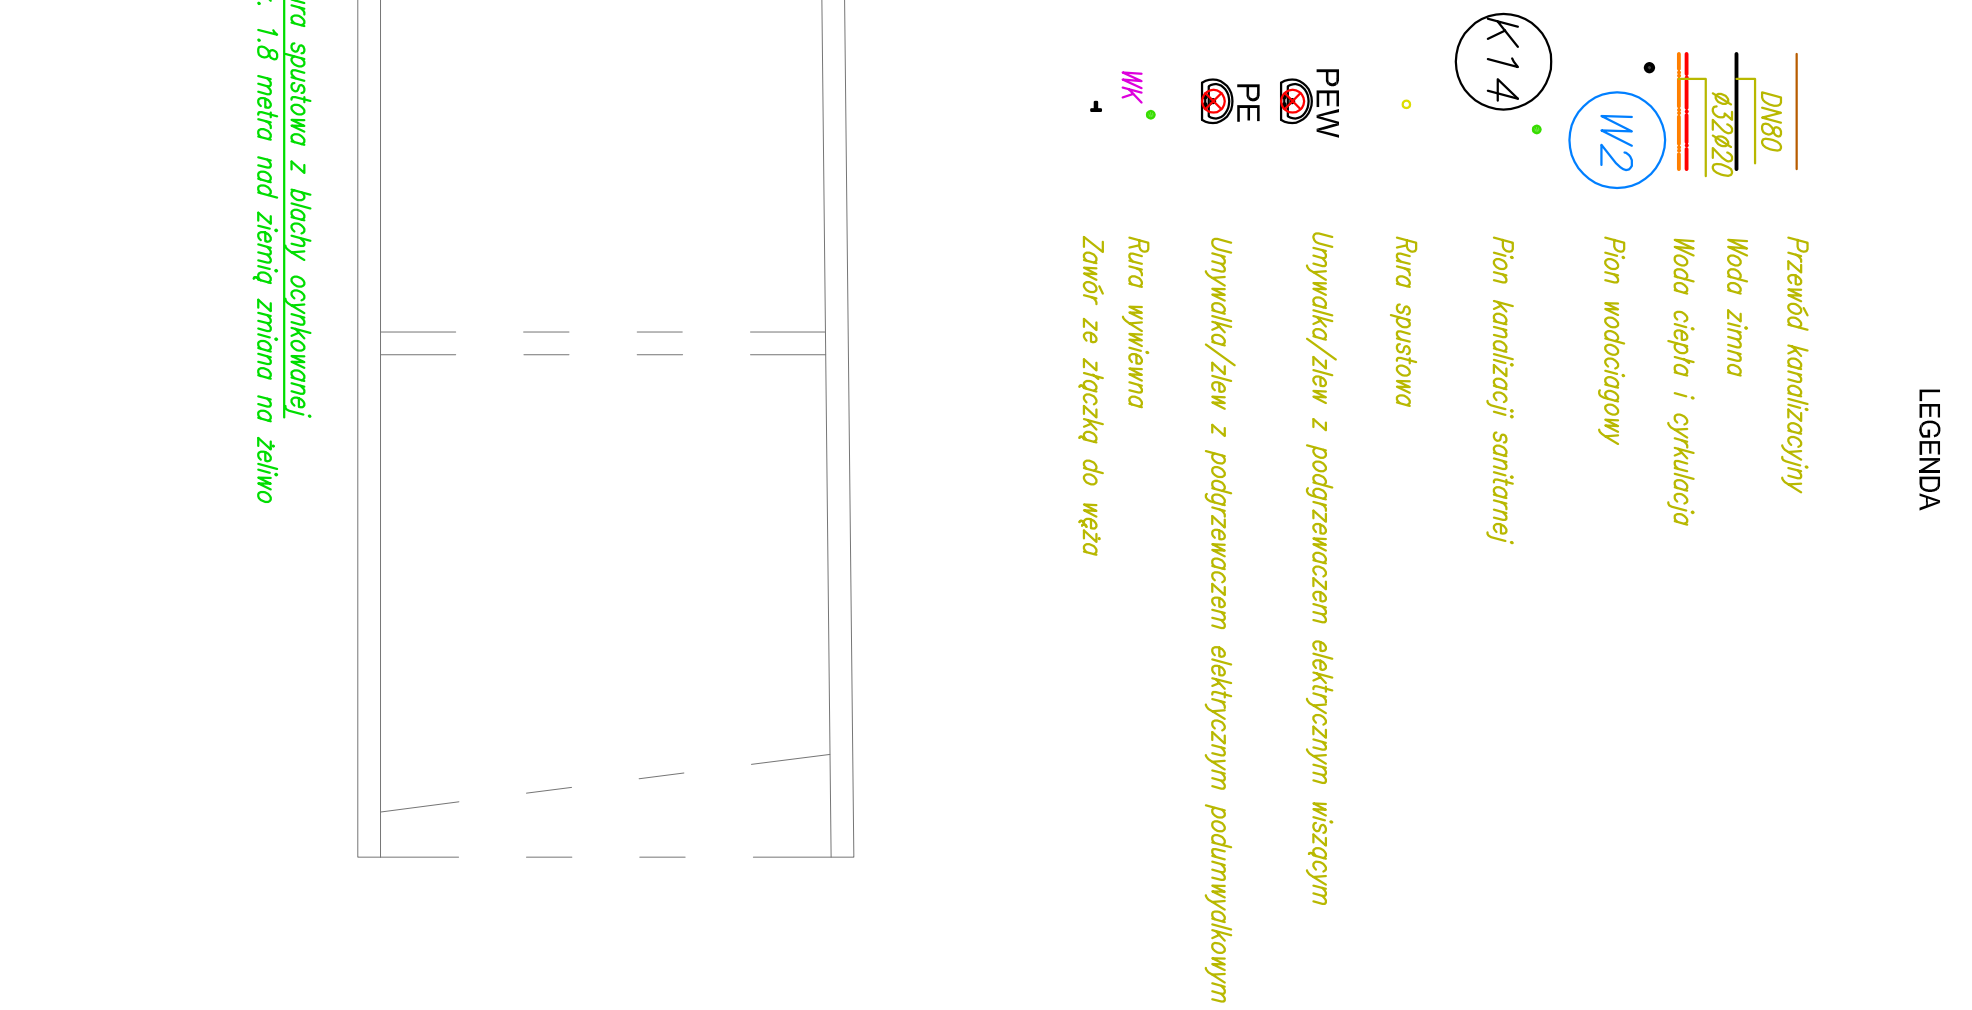 LEGENDA
DN80
Przewód kanalizacyjny
Woda zimna
ø32ø20
Woda ciepła i cyrkulacja
W2
Pion wodociągowy
K14
Pion kanalizacji sanitarnej
Rura spustowa
PEW
Umywalka/zlew z podgrzewaczem elektrycznym wiszącym
PE
Umywalka/zlew z podgrzewaczem elektrycznym podumwyalkowym
WK
Rura wywiewna
Zawór ze złączką do węża
ura spustowa z blachy ocynkowanej
. 1.8 metra nad ziemią zmiana na żeliwo